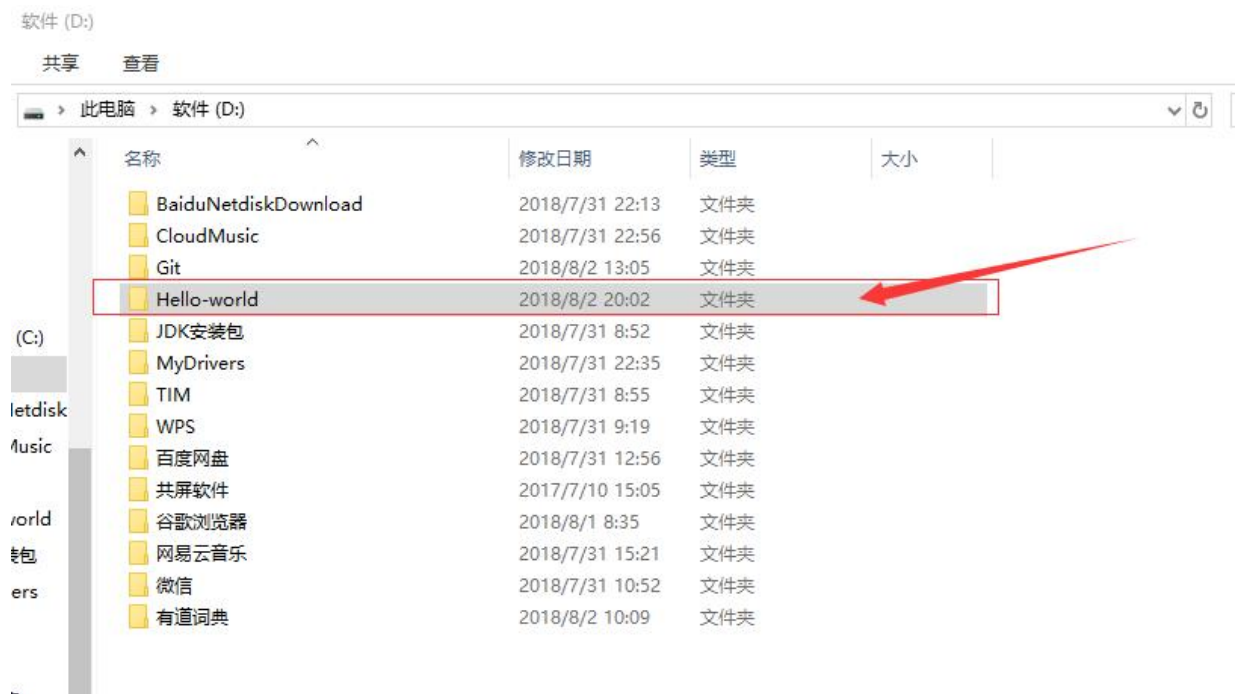 软件 (D:)
共享 查看
此电脑 › 软件 (D:)
名称 修改日期 类型 大小
BaiduNetdiskDownload 2018/7/31 22:13 文件夹
CloudMusic 2018/7/31 22:56 文件夹
Git 2018/8/2 13:05 文件夹
Hello-world 2018/8/2 20:02 文件夹
JDK安装包 2018/7/31 8:52 文件夹
(C:)
MyDrivers 2018/7/31 22:35 文件夹
TIM 2018/7/31 8:55 文件夹
etdisk
WPS 2018/7/31 9:19 文件夹
usic
百度网盘 2018/7/31 12:56 文件夹
共屏软件 2017/7/10 15:05 文件夹
orld
谷歌浏览器 2018/8/1 8:35 文件夹
包
网易云音乐 2018/7/31 15:21 文件夹
ers
微信 2018/7/31 10:52 文件夹
有道词典 2018/8/2 10:09 文件夹